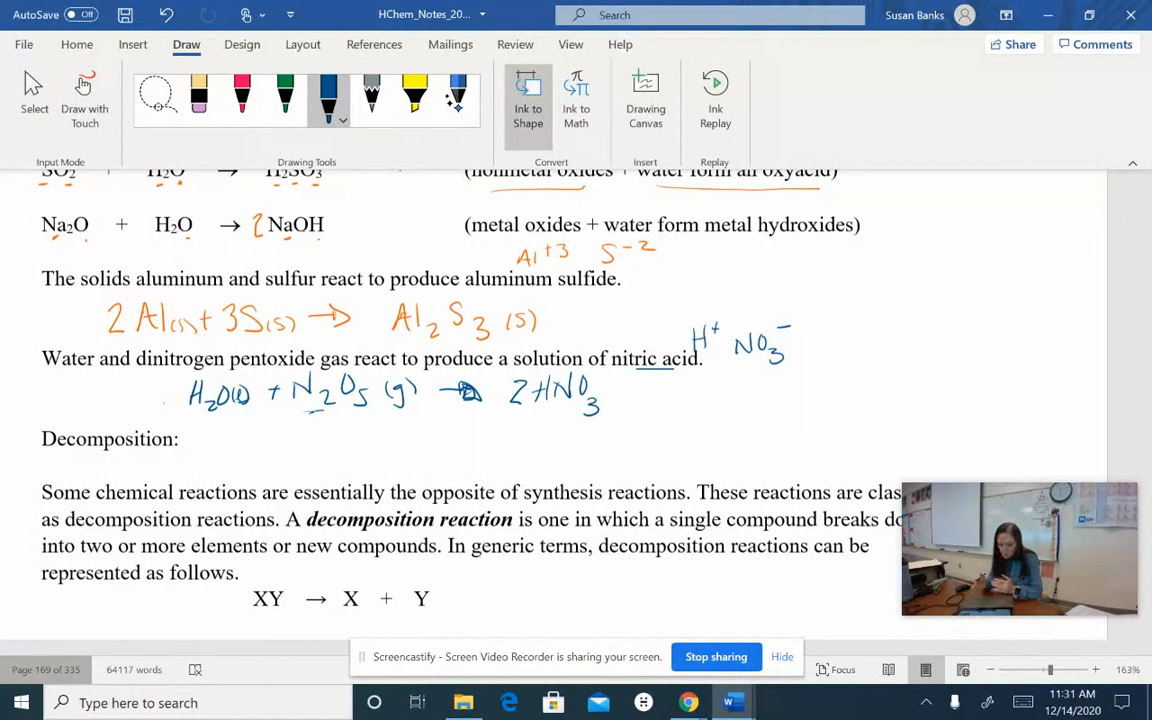 AutoSave Off HChem_Notes_20... Search Susan Banks
File Home Insert Draw Design Layout References Mailings Review View Help Share Comments
Select Draw with Touch Ink to Shape Ink to Math Drawing Canvas Ink Replay
Input Mode Drawing Tools Convert Insert Replay
SO2 + H2O → H2SO3 (nonmetal oxides + water form an oxyacid)
Na2O + H2O → 2 NaOH (metal oxides + water form metal hydroxides)
Al+3 S-2
The solids aluminum and sulfur react to produce aluminum sulfide.
2 Al(s) + 3S(s) → Al2S3 (s)
H+ NO3-
Water and dinitrogen pentoxide gas react to produce a solution of nitric acid.
H2O(l) + N2O5 (g) → 2HNO3
Decomposition:
Some chemical reactions are essentially the opposite of synthesis reactions. These reactions are clas
as decomposition reactions. A decomposition reaction is one in which a single compound breaks do
into two or more elements or new compounds. In generic terms, decomposition reactions can be
represented as follows.
XY → X + Y
Screencastify - Screen Video Recorder is sharing your screen. Stop sharing Hide
Page 169 of 335 64117 words Focus 163%
Type here to search
11:31 AM
12/14/2020